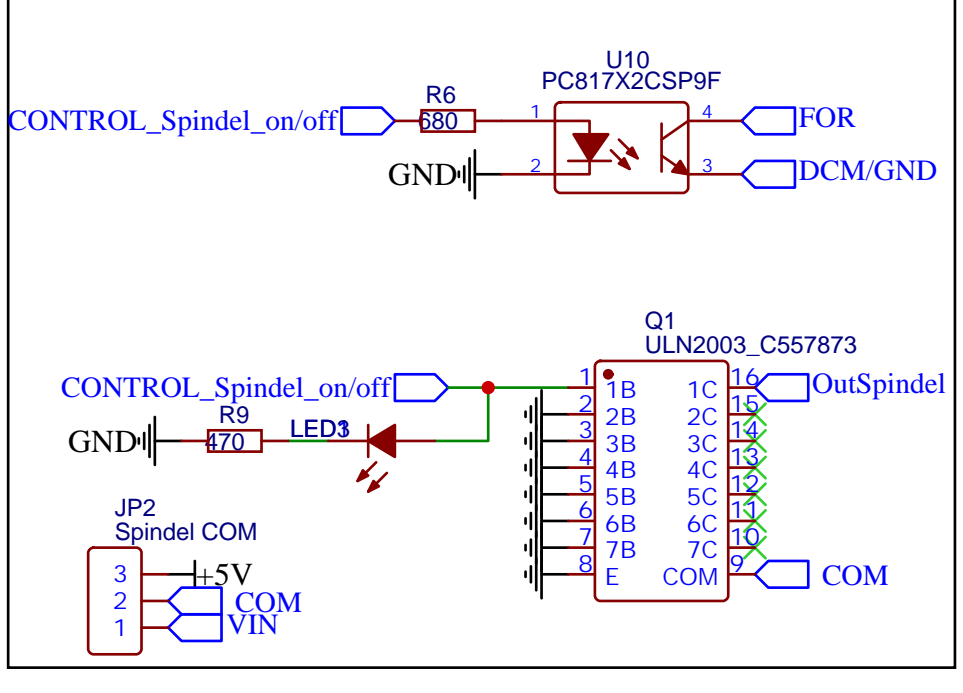 U10
PC817X2CSP9F
CONTROL_Spindel_on/off
R6
680
1
4
FOR
GND
2
3
DCM/GND
Q1
ULN2003_C557873
CONTROL_Spindel_on/off
1
1B
1C
16
OutSpindel
2
2B
2C
15
GND
R9
470
3
3B
3C
14
4
4B
4C
13
5
5B
5C
12
6
6B
6C
11
7
7B
7C
10
8
E
COM
9
COM
JP2
Spindel COM
3
+5V
2
COM
1
VIN